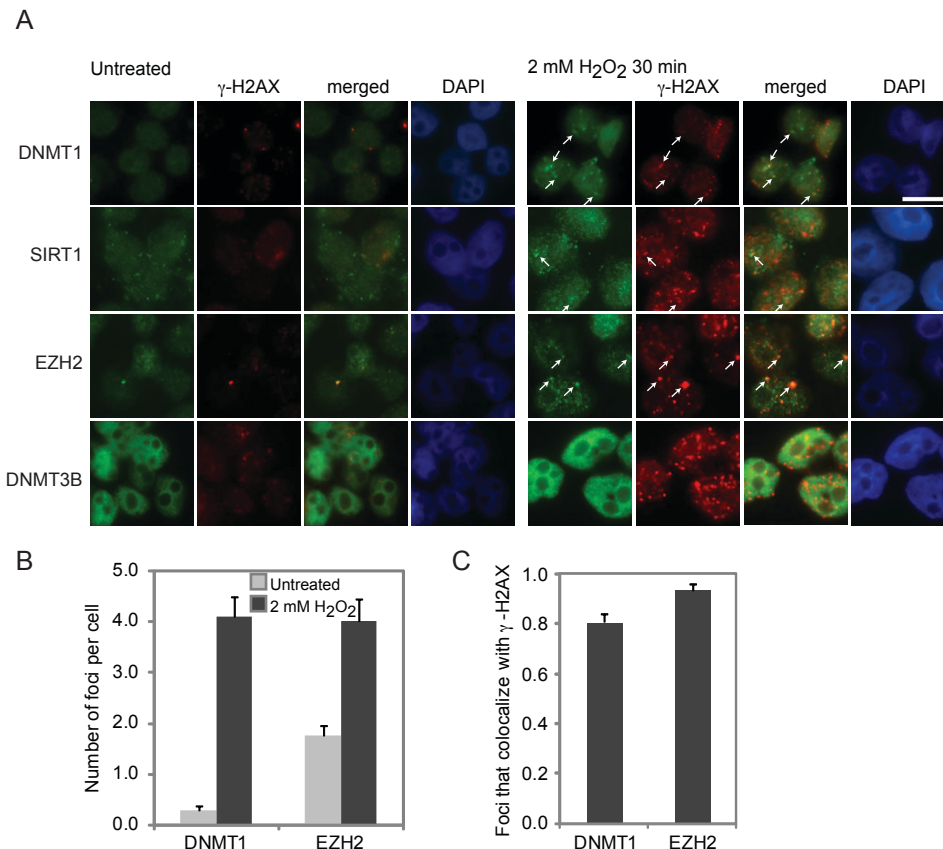 A
Untreated
2 mM H₂O₂ 30 min
γ-H2AX merged DAPI γ-H2AX merged DAPI
DNMT1
SIRT1
EZH2
DNMT3B
B
5.0
4.0
3.0
2.0
1.0
0.0
Number of foci per cell
Untreated
2 mM H₂O₂
DNMT1 EZH2
C
1.0
0.8
0.6
0.4
0.2
0.0
Foci that colocalize with γ-H2AX
DNMT1 EZH2